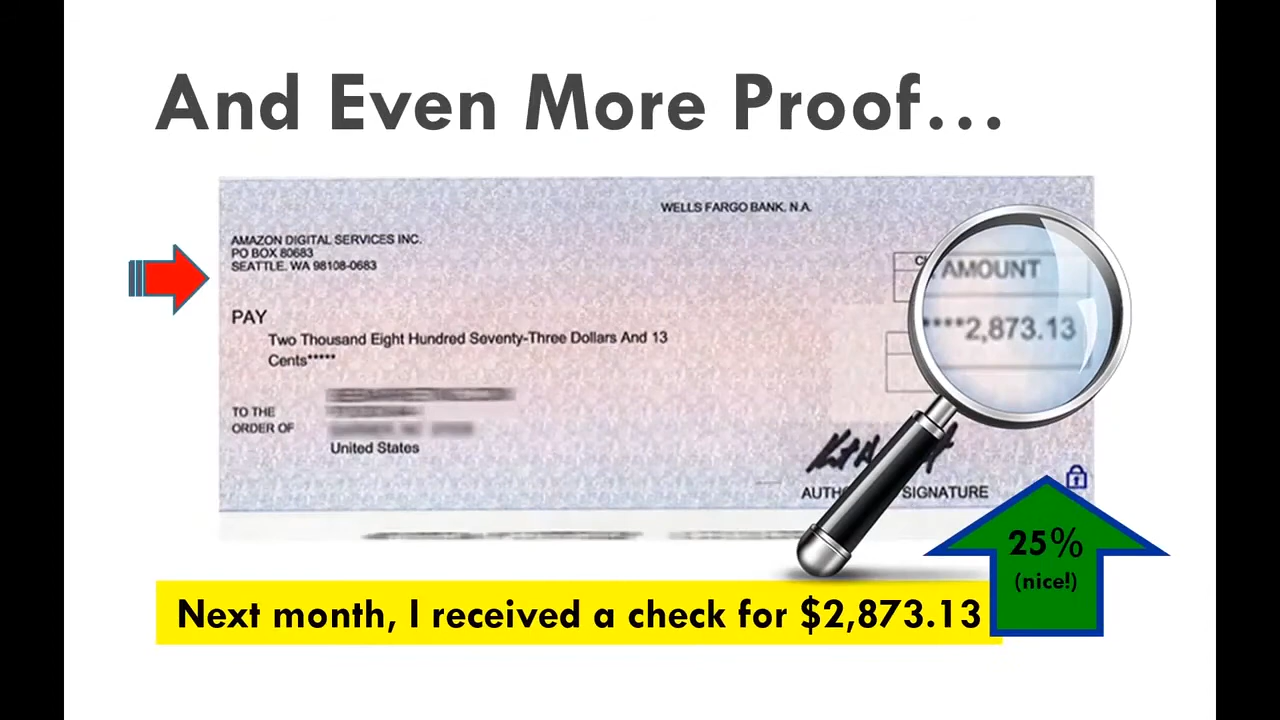 And Even More Proof...
WELLS FARGO BANK, N.A.
AMAZON DIGITAL SERVICES INC.
PO BOX 80683
SEATTLE, WA 98108-0683
AMOUNT
PAY
****2,873.13
Two Thousand Eight Hundred Seventy-Three Dollars And 13
Cents*****
TO THE
ORDER OF
United States
SIGNATURE
25%
(nice!)
Next month, I received a check for $2,873.13